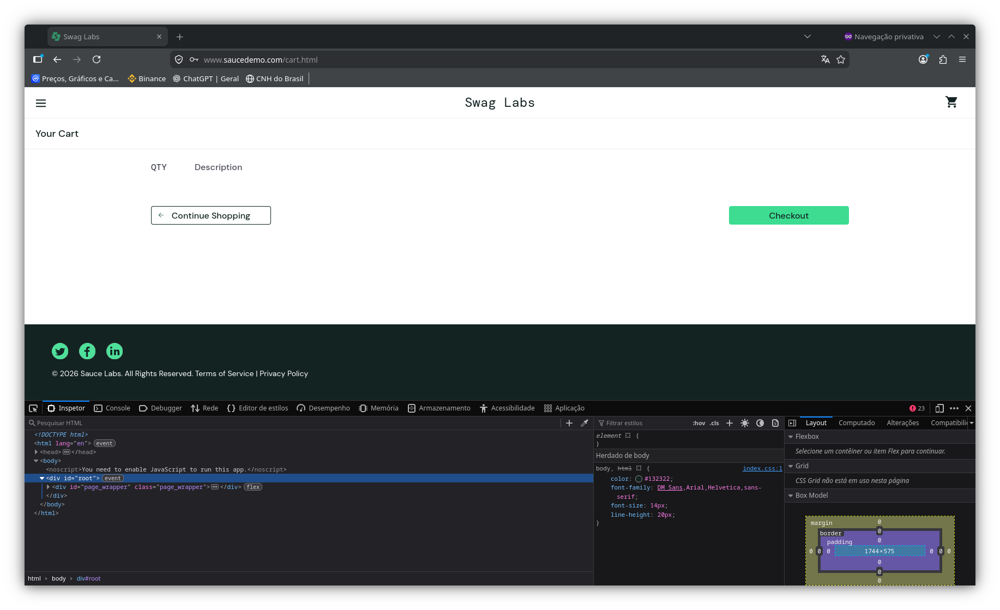 Swag Labs
Navegação privativa
www.saucedemo.com/cart.html
Preços, Gráficos e Ca...
Binance
ChatGPT | Geral
CNH do Brasil
Swag Labs
Your Cart
QTY
Description
Continue Shopping
Checkout
© 2026 Sauce Labs. All Rights Reserved. Terms of Service | Privacy Policy
Inspetor
Console
Debugger
Rede
Editor de estilos
Desempenho
Memória
Armazenamento
Acessibilidade
Aplicação
23
Pesquisar HTML
<!DOCTYPE html>
<html lang="en"> event
<head> ··· </head>
<body>
<noscript>You need to enable JavaScript to run this app.</noscript>
<div id="root"> event
<div id="page_wrapper" class="page_wrapper"> ··· </div> flex
</div>
</body>
</html>
html › body › div#root
Filtrar estilos
:hov .cls
element {
}
Herdado de body
body, html { index.css:1
color: #132322;
font-family: DM Sans,Arial,Helvetica,sans-
serif;
font-size: 14px;
line-height: 20px;
}
Layout
Computado
Alterações
Compatibili
Flexbox
Selecione um contêiner ou item Flex para continuar.
Grid
CSS Grid não está em uso nesta página
Box Model
margin 0
border 0
padding 0
0 0 0 1744×575 0 0 0
0
0
0